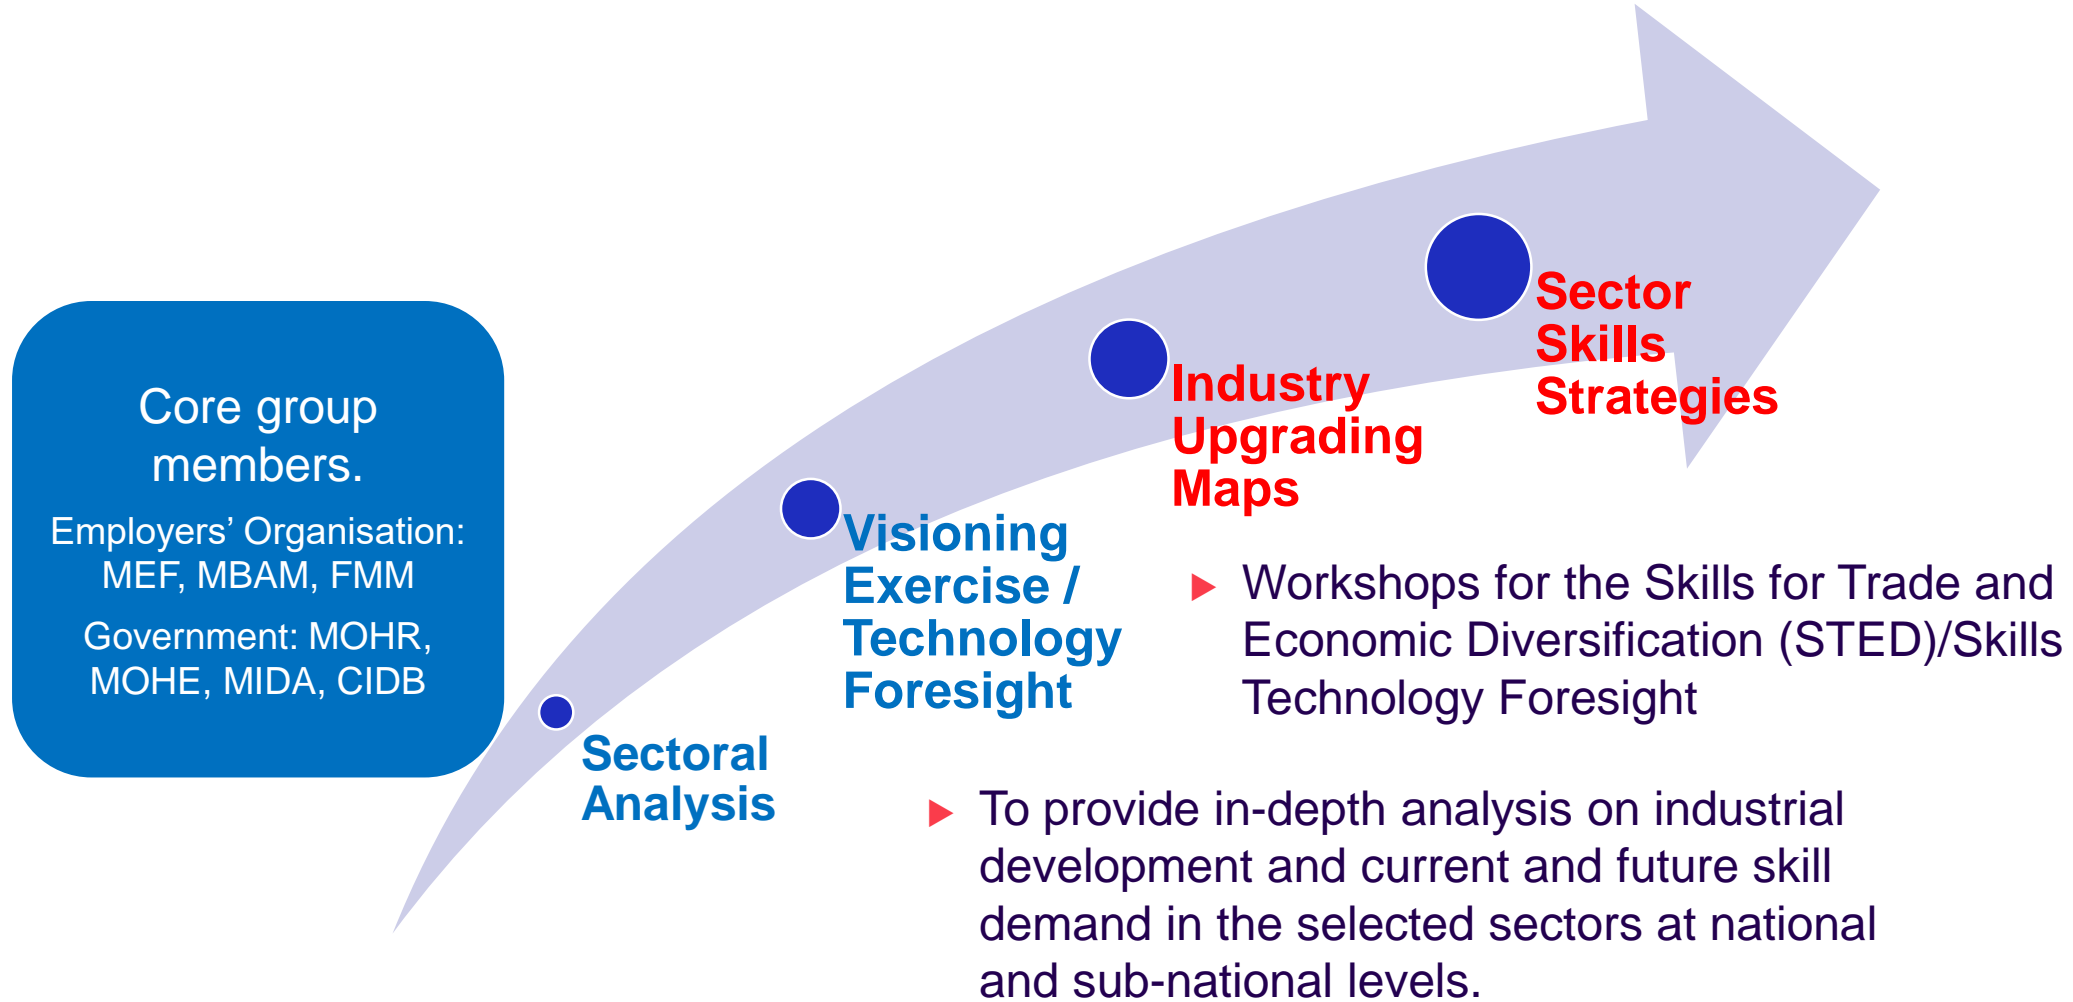 Core group
members.
Employers’ Organisation:
MEF, MBAM, FMM
Government: MOHR,
MOHE, MIDA, CIDB
Sectoral
Analysis
Visioning
Exercise /
Technology
Foresight
Industry
Upgrading
Maps
Sector
Skills
Strategies
Workshops for the Skills for Trade and
Economic Diversification (STED)/Skills
Technology Foresight
To provide in-depth analysis on industrial
development and current and future skill
demand in the selected sectors at national
and sub-national levels.